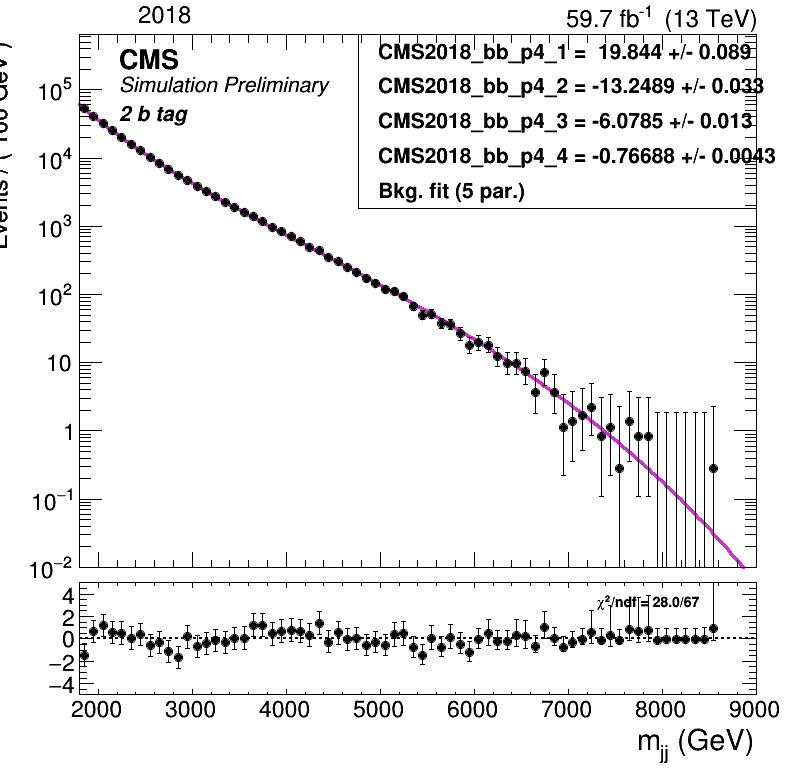 2018
59.7 fb⁻¹ (13 TeV)
CMS
Simulation Preliminary
2 b tag
CMS2018_bb_p4_1 = 19.844 +/- 0.089
CMS2018_bb_p4_2 = -13.2489 +/- 0.033
CMS2018_bb_p4_3 = -6.0785 +/- 0.013
CMS2018_bb_p4_4 = -0.76688 +/- 0.0043
Bkg. fit (5 par.)
Events / ( 100 GeV )
10⁵
10⁴
10³
10²
10
1
10⁻¹
10⁻²
χ²/ndf = 28.0/67
4
2
0
−2
−4
2000 3000 4000 5000 6000 7000 8000 9000
m_jj (GeV)